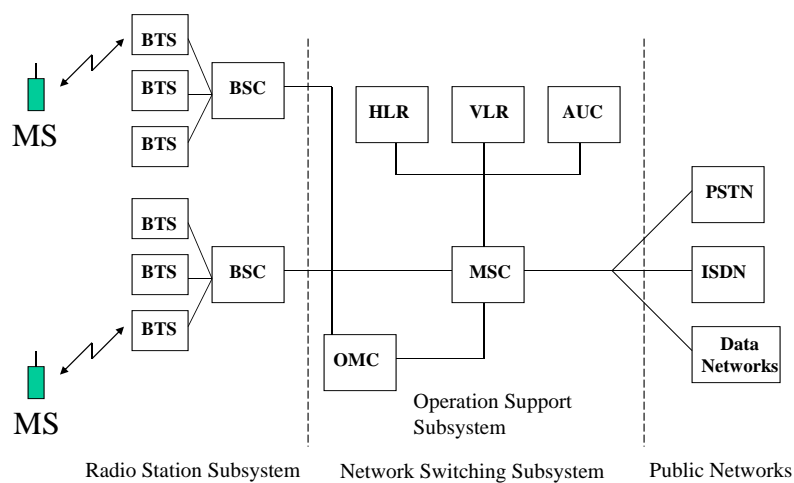 BTS
BTS
BTS
BSC
MS
HLR
VLR
AUC
PSTN
BTS
BTS
BTS
BSC
MSC
ISDN
MS
OMC
Data
Networks
Operation Support
Subsystem
Radio Station Subsystem
Network Switching Subsystem
Public Networks